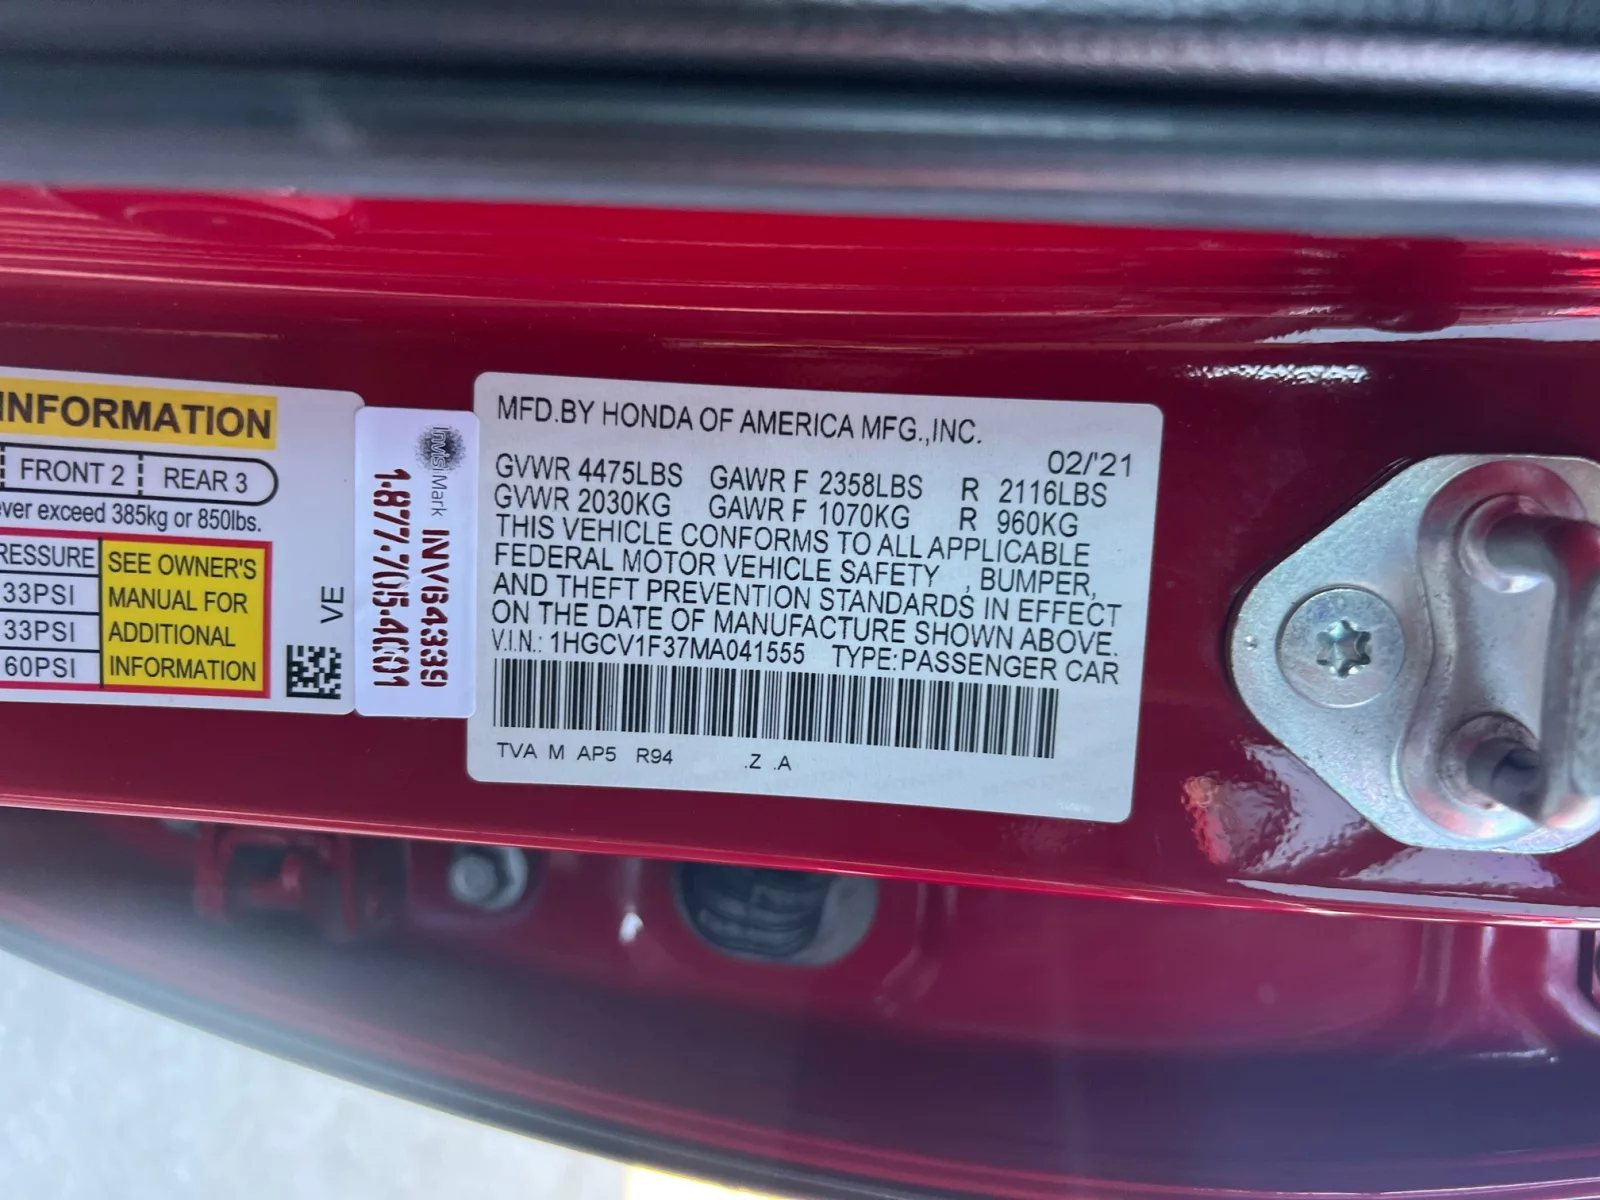 INFORMATION
FRONT 2 REAR 3
ever exceed 385kg or 850lbs.
RESSURE
33PSI
33PSI
60PSI
SEE OWNER'S
MANUAL FOR
ADDITIONAL
INFORMATION
VE
InvisiMark INV64339
1-877-705-4001
MFD.BY HONDA OF AMERICA MFG.,INC.
02/'21
GVWR 4475LBS GAWR F 2358LBS R 2116LBS
GVWR 2030KG GAWR F 1070KG R 960KG
THIS VEHICLE CONFORMS TO ALL APPLICABLE
FEDERAL MOTOR VEHICLE SAFETY , BUMPER,
AND THEFT PREVENTION STANDARDS IN EFFECT
ON THE DATE OF MANUFACTURE SHOWN ABOVE.
V.I.N.: 1HGCV1F37MA041555 TYPE:PASSENGER CAR
TVA M AP5 R94 .Z .A